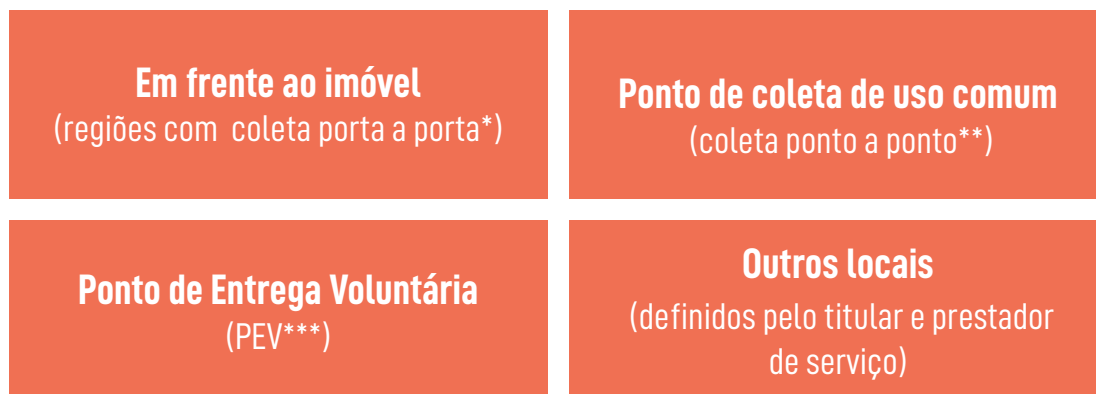 Em frente ao imóvel
(regiões com coleta porta a porta*)
Ponto de coleta de uso comum
(coleta ponto a ponto**)
Ponto de Entrega Voluntária
(PEV***)
Outros locais
(definidos pelo titular e prestador
de serviço)